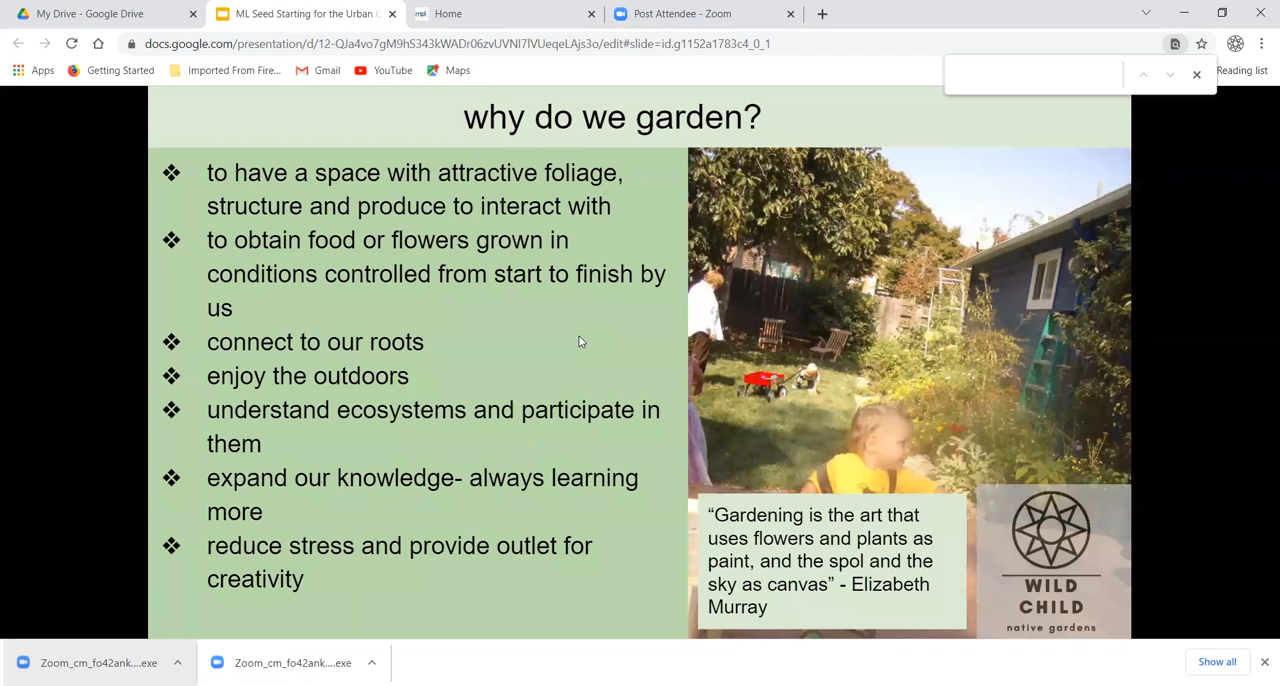 My Drive - Google Drive
ML Seed Starting for the Urban G
mpl Home
Post Attendee - Zoom
docs.google.com/presentation/d/12-QJa4vo7gM9hS343kWADr06zvUVNI7lVUeqeLAjs3o/edit#slide=id.g1152a1783c4_0_1
Apps Getting Started Imported From Fire... Gmail YouTube Maps Reading list
why do we garden?
❖ to have a space with attractive foliage,
structure and produce to interact with
❖ to obtain food or flowers grown in
conditions controlled from start to finish by
us
❖ connect to our roots
❖ enjoy the outdoors
❖ understand ecosystems and participate in
them
❖ expand our knowledge- always learning
more
❖ reduce stress and provide outlet for
creativity
“Gardening is the art that
uses flowers and plants as
paint, and the spol and the
sky as canvas” - Elizabeth
Murray
WILD
CHILD
native gardens
Zoom_cm_fo42ank....exe
Zoom_cm_fo42ank....exe
Show all